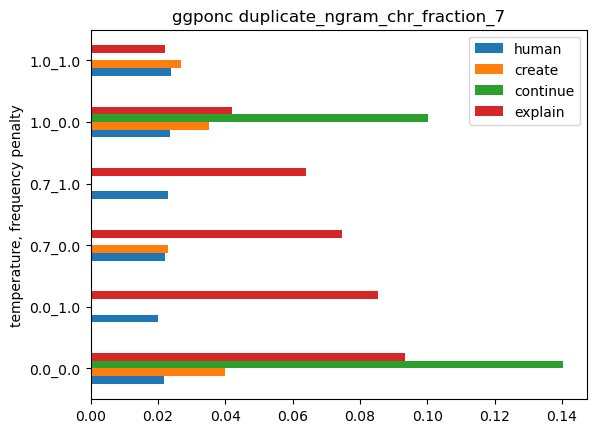 ggponc duplicate_ngram_chr_fraction_7
human
create
continue
explain
temperature, frequency penalty
1.0_1.0
1.0_0.0
0.7_1.0
0.7_0.0
0.0_1.0
0.0_0.0
0.00 0.02 0.04 0.06 0.08 0.10 0.12 0.14